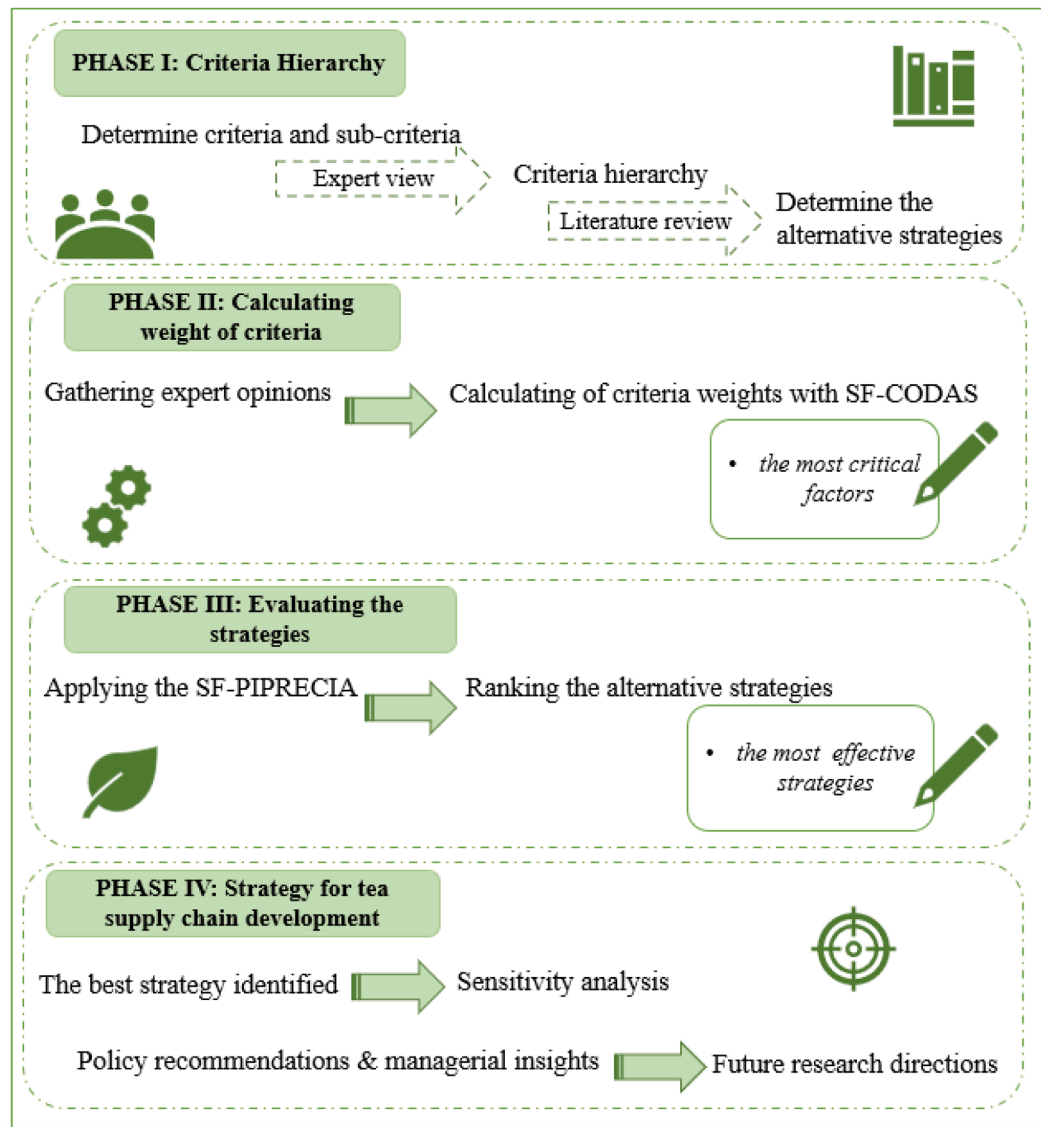 PHASE I: Criteria Hierarchy
Determine criteria and sub-criteria
Expert view
Criteria hierarchy
Literature review
Determine the
alternative strategies
PHASE II: Calculating
weight of criteria
Gathering expert opinions
Calculating of criteria weights with SF-CODAS
• the most critical
factors
PHASE III: Evaluating the
strategies
Applying the SF-PIPRECIA
Ranking the alternative strategies
• the most effective
strategies
PHASE IV: Strategy for tea
supply chain development
The best strategy identified
Sensitivity analysis
Policy recommendations & managerial insights
Future research directions